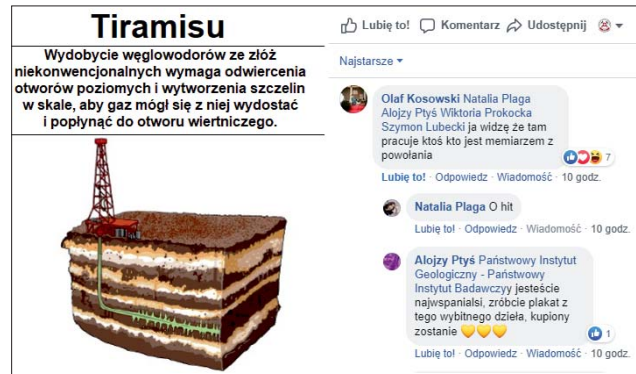 Tiramisu
Wydobycie węglowodorów ze złóż
niekonwencjonalnych wymaga odwiercenia
otworów poziomych i wytworzenia szczelin
w skale, aby gaz mógł się z niej wydostać
i popłynąć do otworu wiertniczego.
Lubię to! Komentarz Udostępnij
Najstarsze
Olaf Kosowski Natalia Plaga
Alojzy Ptyś Wiktoria Prokocka
Szymon Lubecki ja widzę że tam
pracuje ktoś kto jest memiarzem z
powołania
7
Lubię to! · Odpowiedz · Wiadomość · 10 godz.
Natalia Plaga O hit
Lubię to! · Odpowiedz · Wiadomość · 10 godz.
Alojzy Ptyś Państwowy Instytut
Geologiczny - Państwowy
Instytut Badawczyy jesteście
najwspanialsi, zróbcie plakat z
tego wybitnego dzieła, kupiony
zostanie 💛💛💛
1
Lubię to! · Odpowiedz · Wiadomość · 10 godz.